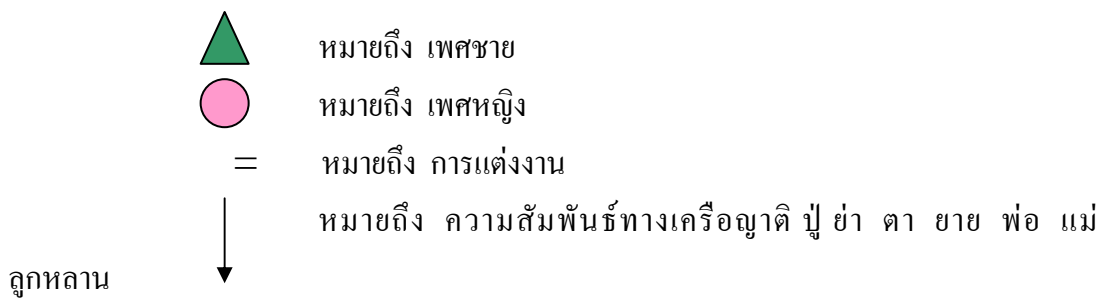 หมายถึง เพศชาย
หมายถึง เพศหญิง
= หมายถึง การแต่งงาน
หมายถึง ความสัมพันธ์ทางเครือญาติ ปู่ ย่า ตา ยาย พ่อ แม่
ลูกหลาน